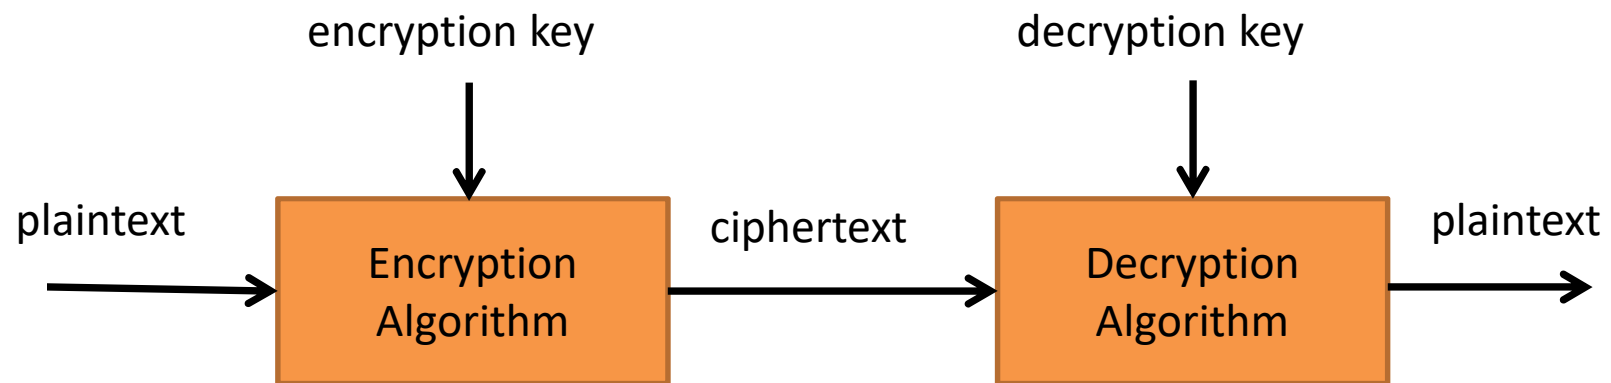 encryption key
decryption key
plaintext
ciphertext
plaintext
Encryption
Algorithm
Decryption
Algorithm